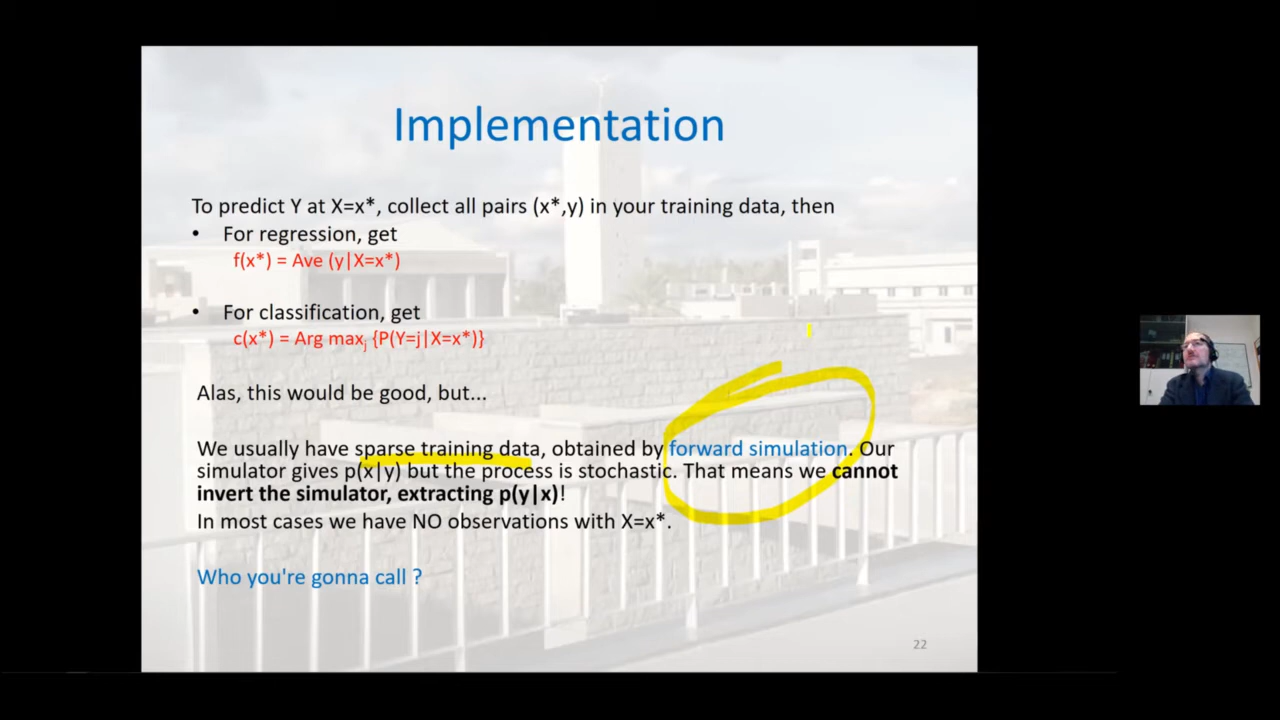 Implementation
To predict Y at X=x*, collect all pairs (x*,y) in your training data, then
• For regression, get
f(x*) = Ave (y|X=x*)
• For classification, get
c(x*) = Arg maxj {P(Y=j|X=x*)}
Alas, this would be good, but...
We usually have sparse training data, obtained by forward simulation. Our
simulator gives p(x|y) but the process is stochastic. That means we cannot
invert the simulator, extracting p(y|x)!
In most cases we have NO observations with X=x*.
Who you're gonna call ?
22